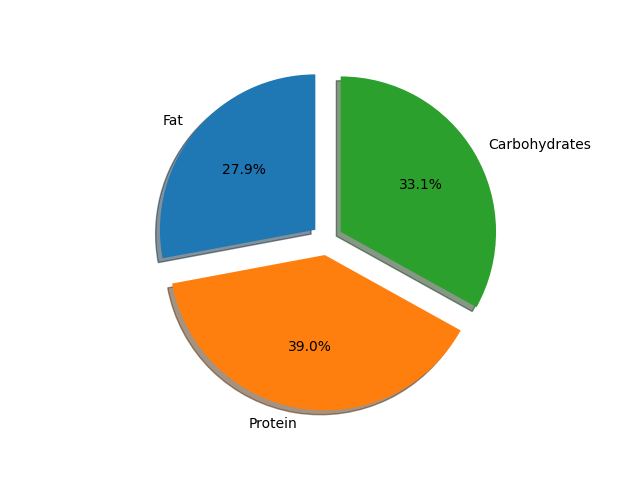 Fat
27.9%
Carbohydrates
33.1%
39.0%
Protein